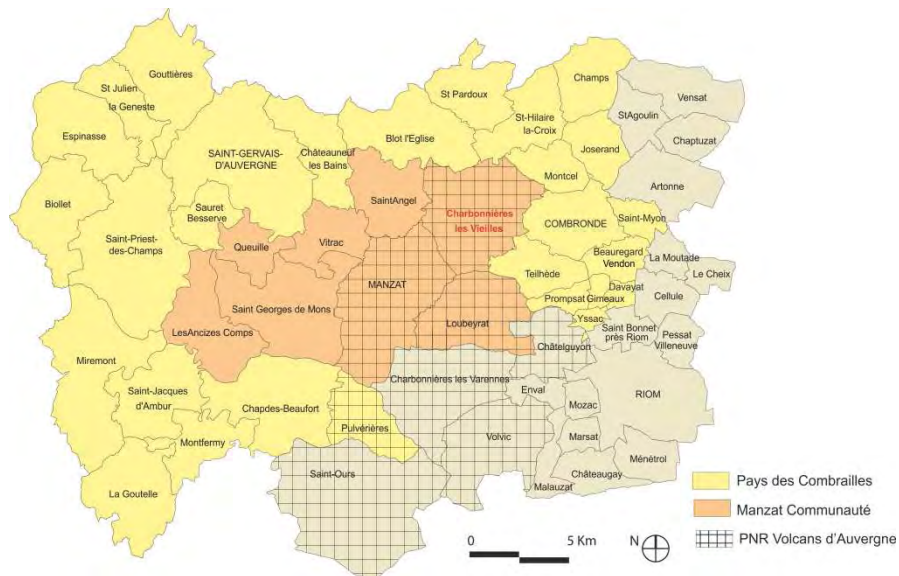 Gouttières
St Julien
la Geneste
Espinasse
SAINT-GERVAIS-
D'AUVERGNE
Châteauneuf
les Bains
Blot l'Eglise
St Pardoux
St-Hilaire
la-Croix
Champs
StAgoulin
Vensat
Chaptuzat
Joserand
Montcel
Artonne
Biollet
Sauret
Besserve
Saint-Priest-
des-Champs
Queuille
Vitrac
SaintAngel
Charbonnières
les Vieilles
COMBRONDE
Saint-Myon
Beauregard
Vendon
La Moutade
Le Cheix
Teilhède
Davayat
Prompsat
Gimeaux
Cellule
Yssac
MANZAT
Saint Georges de Mons
LesAncizes Comps
Loubeyrat
Châtelguyon
Saint Bonnet
près Riom
Pessat
Villeneuve
Miremont
Saint-Jacques
d'Ambur
Chapdes-Beaufort
Charbonnières les Varennes
Enval
Mozac
RIOM
Pulvérières
Montfermy
Volvic
Marsat
Ménétrol
Saint-Ours
Châteaugay
Malauzat
La Goutelle
Pays des Combrailles
Manzat Communauté
PNR Volcans d'Auvergne
0 5 Km
N